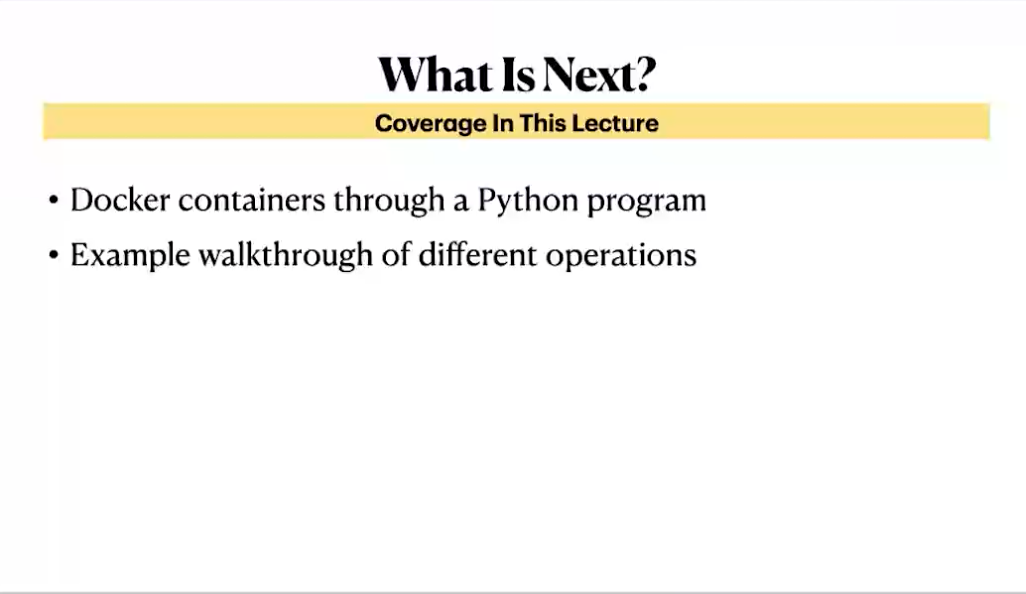 What Is Next?
Coverage In This Lecture
• Docker containers through a Python program
• Example walkthrough of different operations